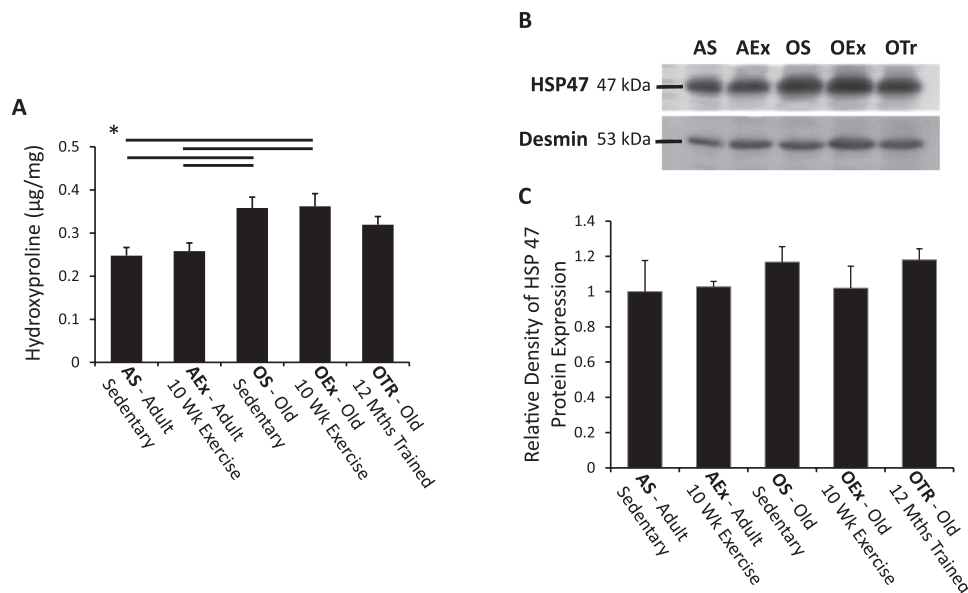 A
*
Hydroxyproline (µg/mg)
0.5
0.4
0.3
0.2
0.1
0
AS - Adult
Sedentary
AEx - Adult
10 Wk Exercise
OS - Old
Sedentary
OEx - Old
10 Wk Exercise
OTR - Old
12 Mths Trained
B
AS AEx OS OEx OTr
HSP47 47 kDa
Desmin 53 kDa
C
Relative Density of HSP 47
Protein Expression
1.4
1.2
1
0.8
0.6
0.4
0.2
0
AS - Adult
Sedentary
AEx - Adult
10 Wk Exercise
OS - Old
Sedentary
OEx - Old
10 Wk Exercise
OTR - Old
12 Mths Trained